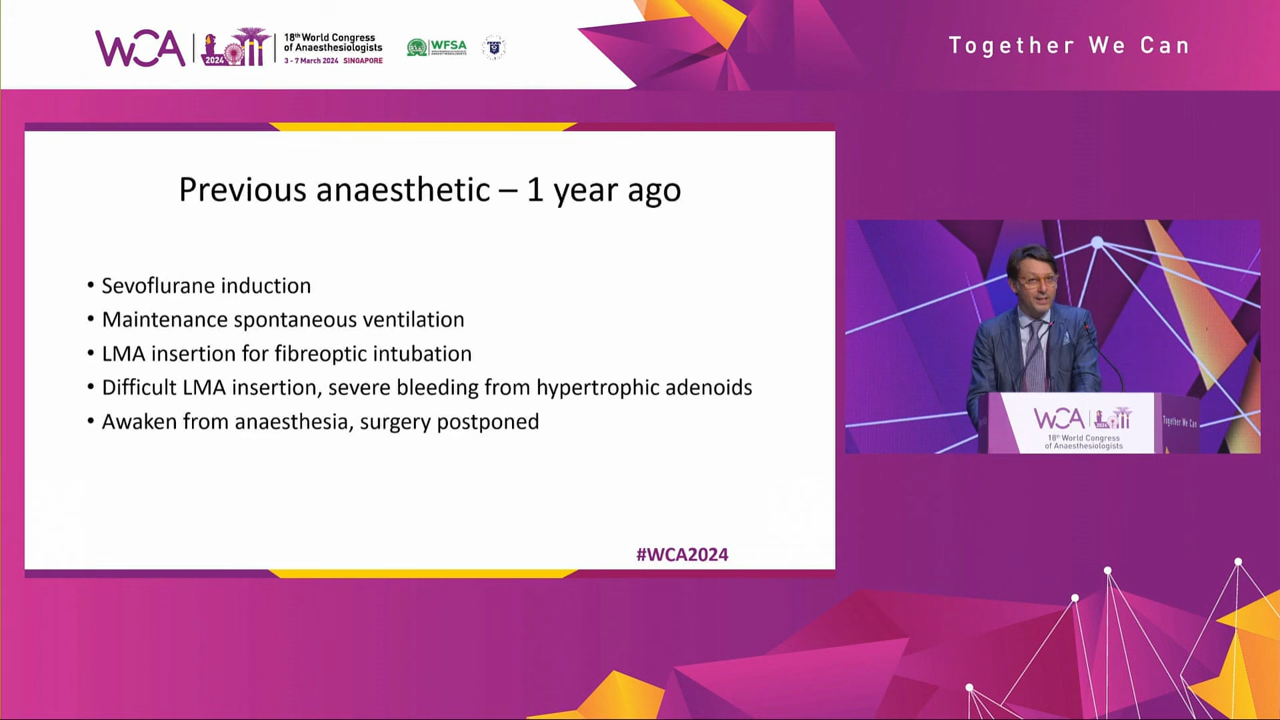 WCA
2024
18th World Congress
of Anaesthesiologists
3 - 7 March 2024 SINGAPORE
WFSA
Together We Can
Previous anaesthetic – 1 year ago
• Sevoflurane induction
• Maintenance spontaneous ventilation
• LMA insertion for fibreoptic intubation
• Difficult LMA insertion, severe bleeding from hypertrophic adenoids
• Awaken from anaesthesia, surgery postponed
#WCA2024
WCA
Together We Can
18th World Congress
of Anaesthesiologists